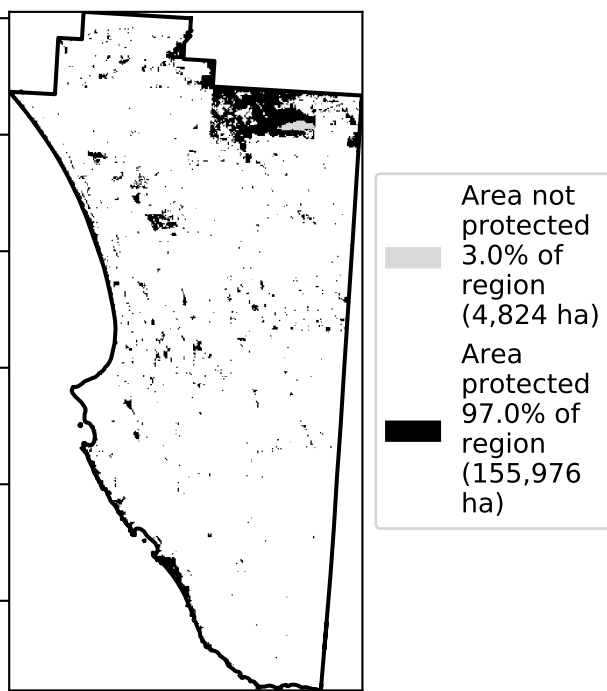 Area not
protected
3.0% of
region
(4,824 ha)
Area
protected
97.0% of
region
(155,976
ha)